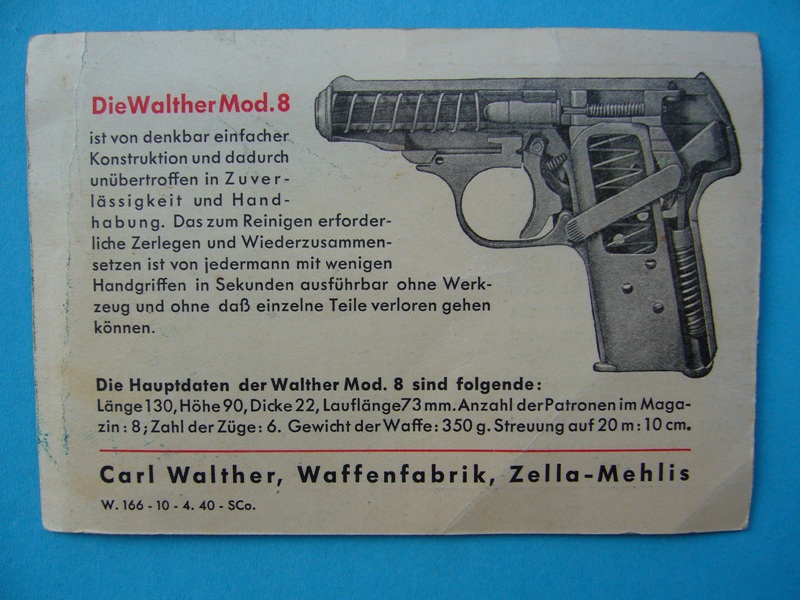 Die Walther Mod. 8
ist von denkbar einfacher
Konstruktion und dadurch
unübertroffen in Zuver-
lässigkeit und Hand-
habung. Das zum Reinigen erforder-
liche Zerlegen und Wiederzusammen-
setzen ist von jedermann mit wenigen
Handgriffen in Sekunden ausführbar ohne Werk-
zeug und ohne daß einzelne Teile verloren gehen
können.
Die Hauptdaten der Walther Mod. 8 sind folgende:
Länge 130, Höhe 90, Dicke 22, Lauflänge 73 mm. Anzahl der Patronen im Maga-
zin: 8; Zahl der Züge: 6. Gewicht der Waffe: 350 g. Streuung auf 20 m: 10 cm.
Carl Walther, Waffenfabrik, Zella-Mehlis
W. 166 - 10 - 4. 40 - SCo.